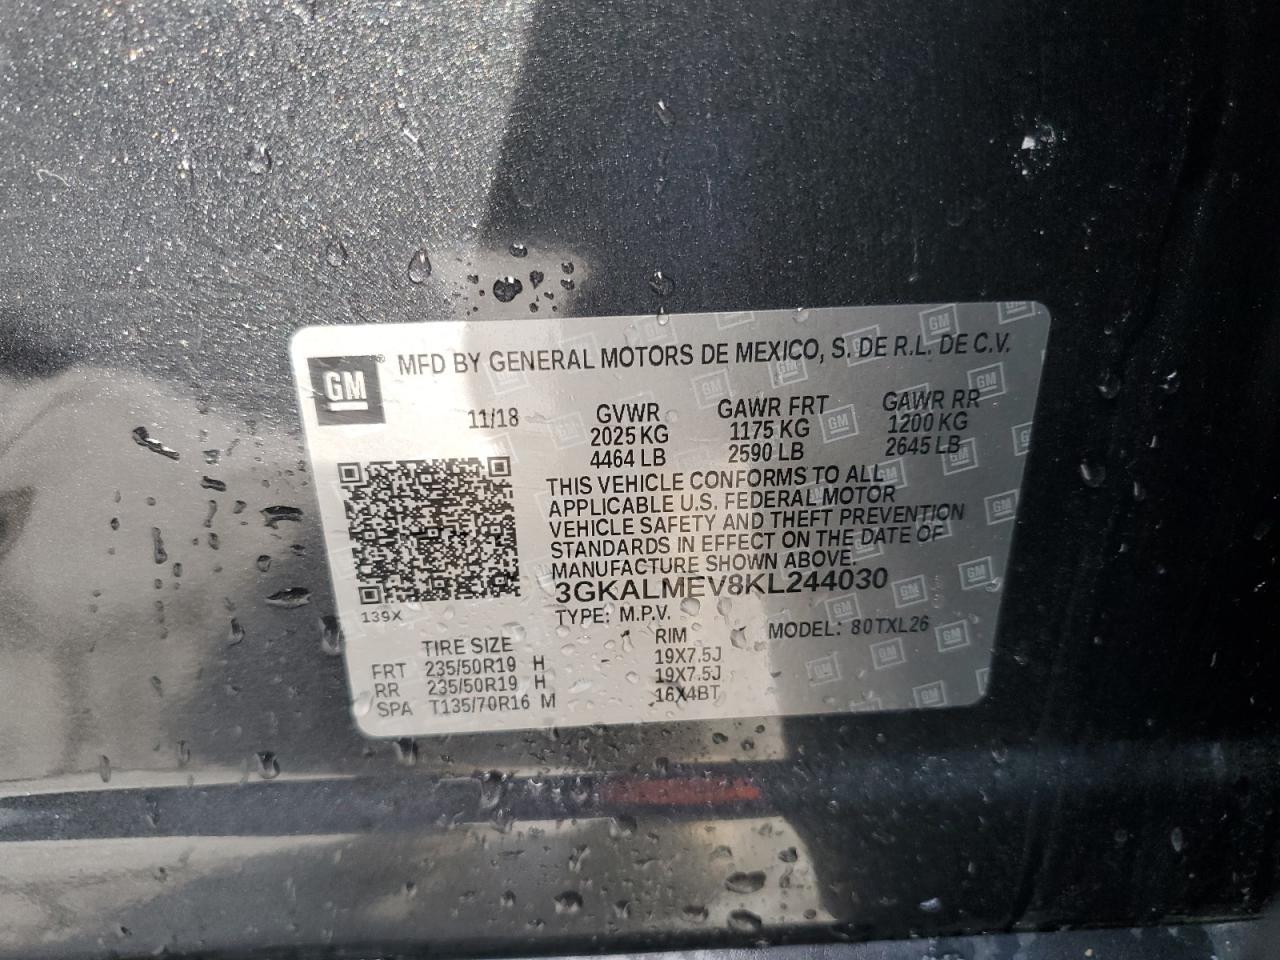 GM® MFD BY GENERAL MOTORS DE MEXICO, S. DE R.L. DE C.V.
11/18 GVWR GAWR FRT GAWR RR
2025 KG 1175 KG 1200 KG
4464 LB 2590 LB 2645 LB
THIS VEHICLE CONFORMS TO ALL
APPLICABLE U.S. FEDERAL MOTOR
VEHICLE SAFETY AND THEFT PREVENTION
STANDARDS IN EFFECT ON THE DATE OF
MANUFACTURE SHOWN ABOVE.
3GKALMEV8KL244030
139X
TYPE: M.P.V.
MODEL: 80TXL26
TIRE SIZE RIM
FRT 235/50R19 H 19X7.5J
RR 235/50R19 H 19X7.5J
SPA T135/70R16 M 16X4BT